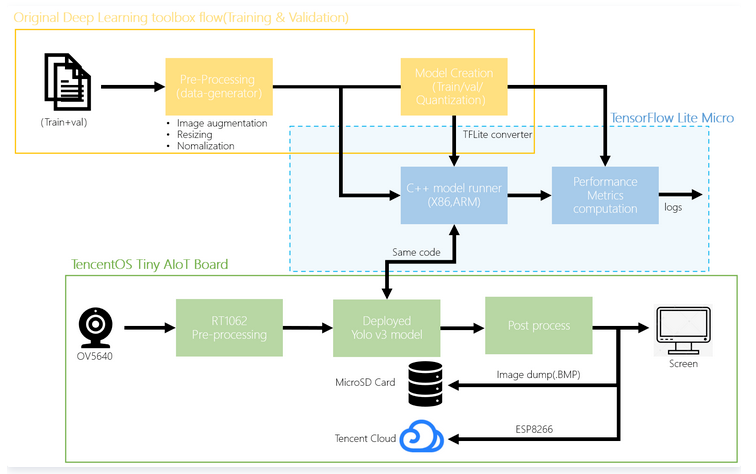 Original Deep Learning toolbox flow(Training & Validation)
(Train+val)
Pre-Processing
(data-generator)
• Image augmentation
• Resizing
• Nomalization
Model Creation
(Train/val/
Quantization)
TensorFlow Lite Micro
TFLite converter
C++ model runner
(X86,ARM)
Performance
Metrics
computation
logs
Same code
TencentOS Tiny AIoT Board
OV5640
RT1062
Pre-processing
Deployed
Yolo v3 model
Post process
Screen
MicroSD Card
Image dump(.BMP)
Tencent Cloud
ESP8266